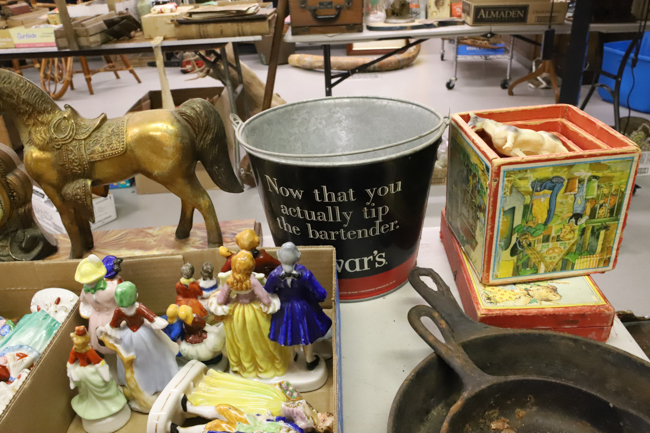 ALMADEN
Now that you
actually tip
the bartender.
war's.